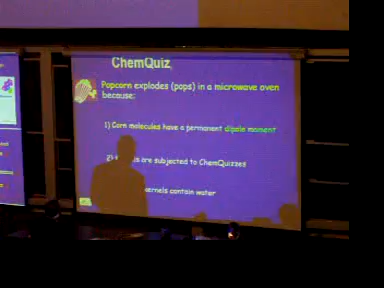 ChemQuiz
Popcorn explodes (pops) in a microwave oven
because:
1) Corn molecules have a permanent dipole moment
2) are subjected to ChemQuizzes
kernels contain water